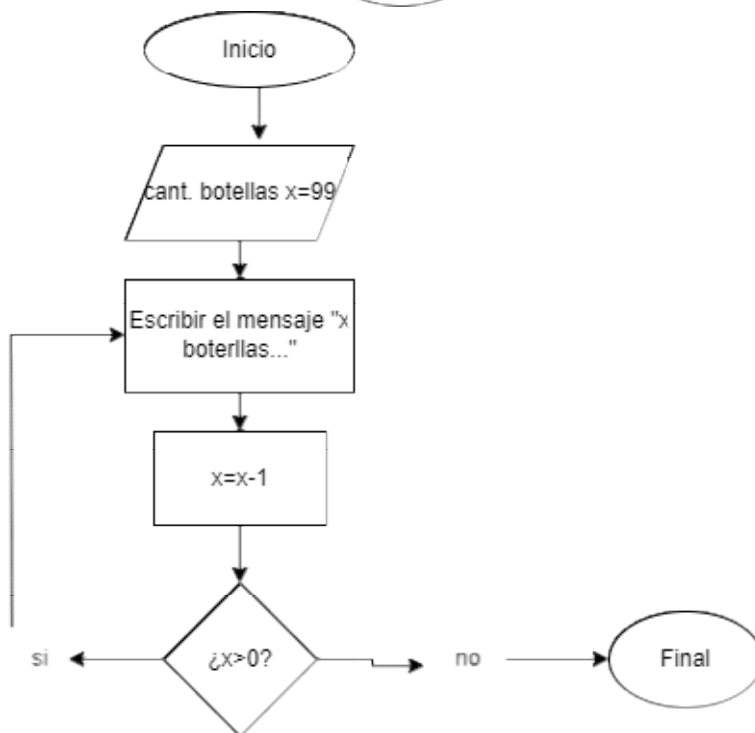 Inicio
cant. botellas x=99
Escribir el mensaje "x
boterllas..."
x=x-1
si
¿x>0?
no
Final